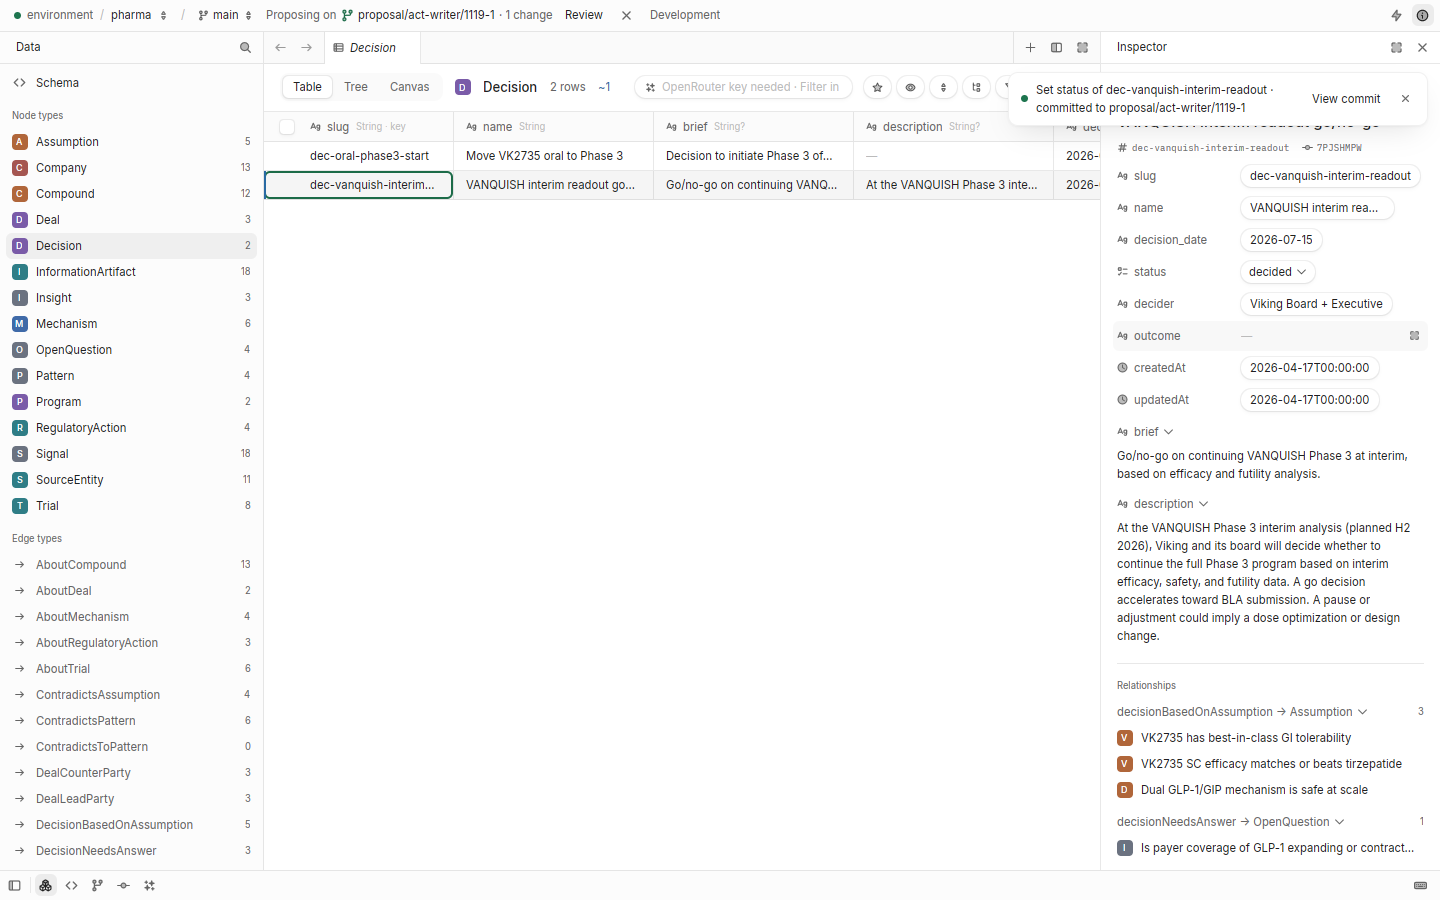 environment / pharma / main Proposing on proposal/act-writer/1119-1 · 1 change Review Development
Data
Schema
Node types
A Assumption 5
C Company 13
C Compound 12
D Deal 3
D Decision 2
I InformationArtifact 18
I Insight 3
M Mechanism 6
O OpenQuestion 4
P Pattern 4
P Program 2
R RegulatoryAction 4
S Signal 18
S SourceEntity 11
T Trial 8
Edge types
AboutCompound 13
AboutDeal 2
AboutMechanism 4
AboutRegulatoryAction 3
AboutTrial 6
ContradictsAssumption 4
ContradictsPattern 6
ContradictsToPattern 0
DealCounterParty 3
DealLeadParty 3
DecisionBasedOnAssumption 5
DecisionNeedsAnswer 3
Decision
Table Tree Canvas D Decision 2 rows ~1 OpenRouter key needed · Filter in
Ag slug String · key Ag name String Ag brief String? Ag description String? Ag dec
dec-oral-phase3-start Move VK2735 oral to Phase 3 Decision to initiate Phase 3 of... — 2026-
dec-vanquish-interim... VANQUISH interim readout go... Go/no-go on continuing VANQ... At the VANQUISH Phase 3 inte... 2026-
Inspector
Set status of dec-vanquish-interim-readout ·
committed to proposal/act-writer/1119-1
View commit
# dec-vanquish-interim-readout 7PJSHMPW
Ag slug dec-vanquish-interim-readout
Ag name VANQUISH interim rea...
Ag decision_date 2026-07-15
status decided
Ag decider Viking Board + Executive
Ag outcome —
createdAt 2026-04-17T00:00:00
updatedAt 2026-04-17T00:00:00
Ag brief
Go/no-go on continuing VANQUISH Phase 3 at interim,
based on efficacy and futility analysis.
Ag description
At the VANQUISH Phase 3 interim analysis (planned H2
2026), Viking and its board will decide whether to
continue the full Phase 3 program based on interim
efficacy, safety, and futility data. A go decision
accelerates toward BLA submission. A pause or
adjustment could imply a dose optimization or design
change.
Relationships
decisionBasedOnAssumption → Assumption 3
V VK2735 has best-in-class GI tolerability
V VK2735 SC efficacy matches or beats tirzepatide
D Dual GLP-1/GIP mechanism is safe at scale
decisionNeedsAnswer → OpenQuestion 1
I Is payer coverage of GLP-1 expanding or contract...